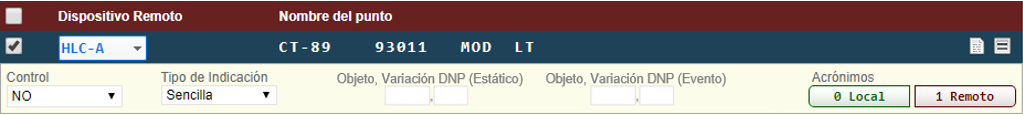 Dispositivo Remoto Nombre del punto
HLC-A CT-89 93011 MOD LT
Control Tipo de Indicación Objeto, Variación DNP (Estático) Objeto, Variación DNP (Evento) Acrónimos
NO Sencilla , , 0 Local 1 Remoto